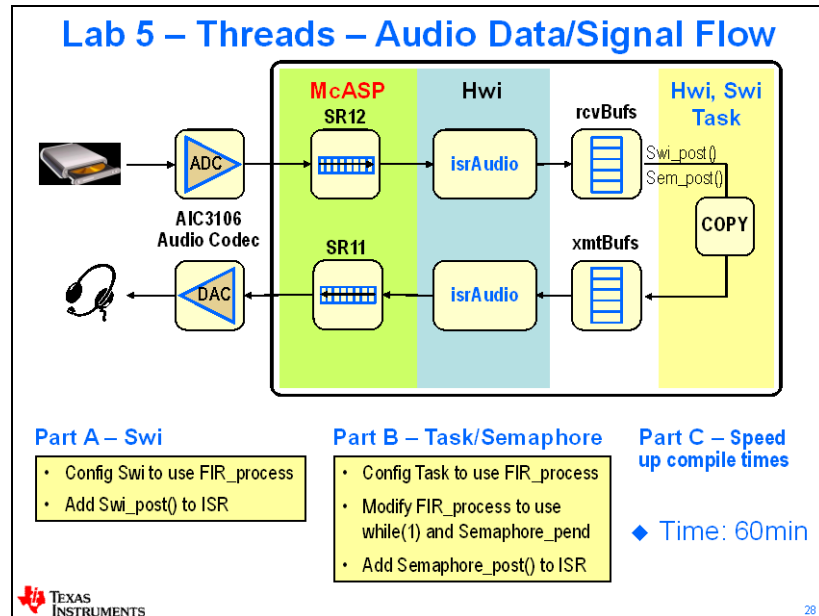 Lab 5 – Threads – Audio Data/Signal Flow
McASP
Hwi
Hwi, Swi
Task
SR12
rcvBufs
ADC
isrAudio
Swi_post()
Sem_post()
COPY
AIC3106
Audio Codec
SR11
xmtBufs
DAC
isrAudio
Part A – Swi
• Config Swi to use FIR_process
• Add Swi_post() to ISR
Part B – Task/Semaphore
• Config Task to use FIR_process
• Modify FIR_process to use
while(1) and Semaphore_pend
• Add Semaphore_post() to ISR
Part C – Speed
up compile times
◆ Time: 60min
TEXAS
INSTRUMENTS
28